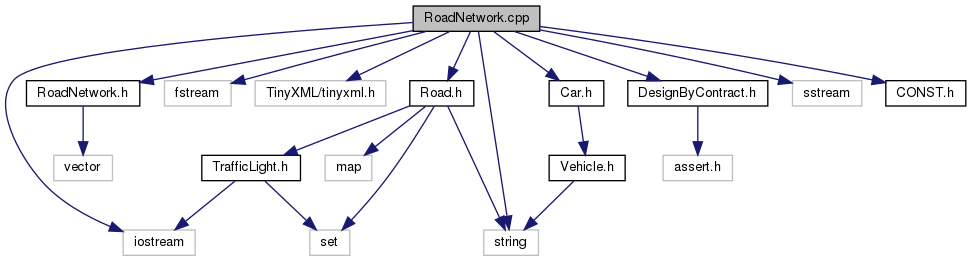 RoadNetwork.cpp
RoadNetwork.h
fstream
TinyXML/tinyxml.h
Road.h
Car.h
DesignByContract.h
sstream
CONST.h
vector
TrafficLight.h
map
Vehicle.h
assert.h
iostream
set
string